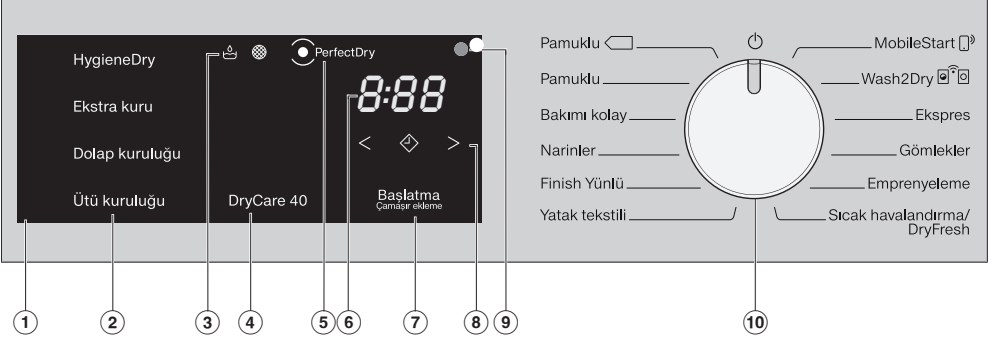 HygieneDry
Ekstra kuru
Dolap kuruluğu
Ütü kuruluğu
PerfectDry
8:88
DryCare 40
Başlatma
Çamaşır ekleme
Pamuklu
Pamuklu
Bakımı kolay
Narinler
Finish Yünlü
Yatak tekstili
MobileStart
Wash2Dry
Ekspres
Gömlekler
Emprenyeleme
Sıcak havalandırma/
DryFresh
1 2 3 4 5 6 7 8 9 10